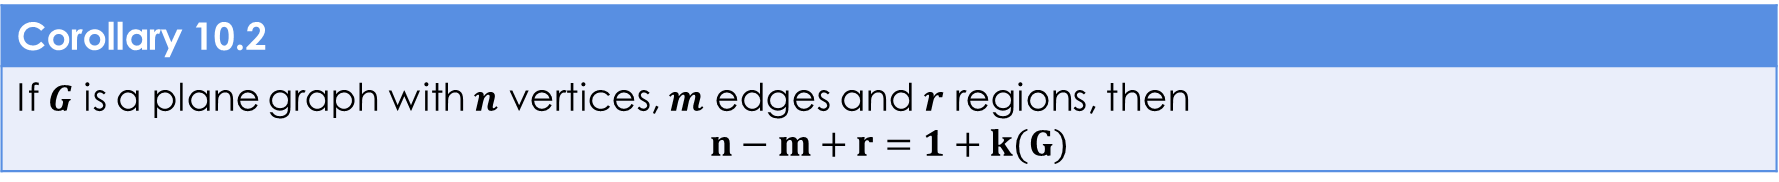 Corollary 10.2
If G is a plane graph with n vertices, m edges and r regions, then
n − m + r = 1 + k(G)